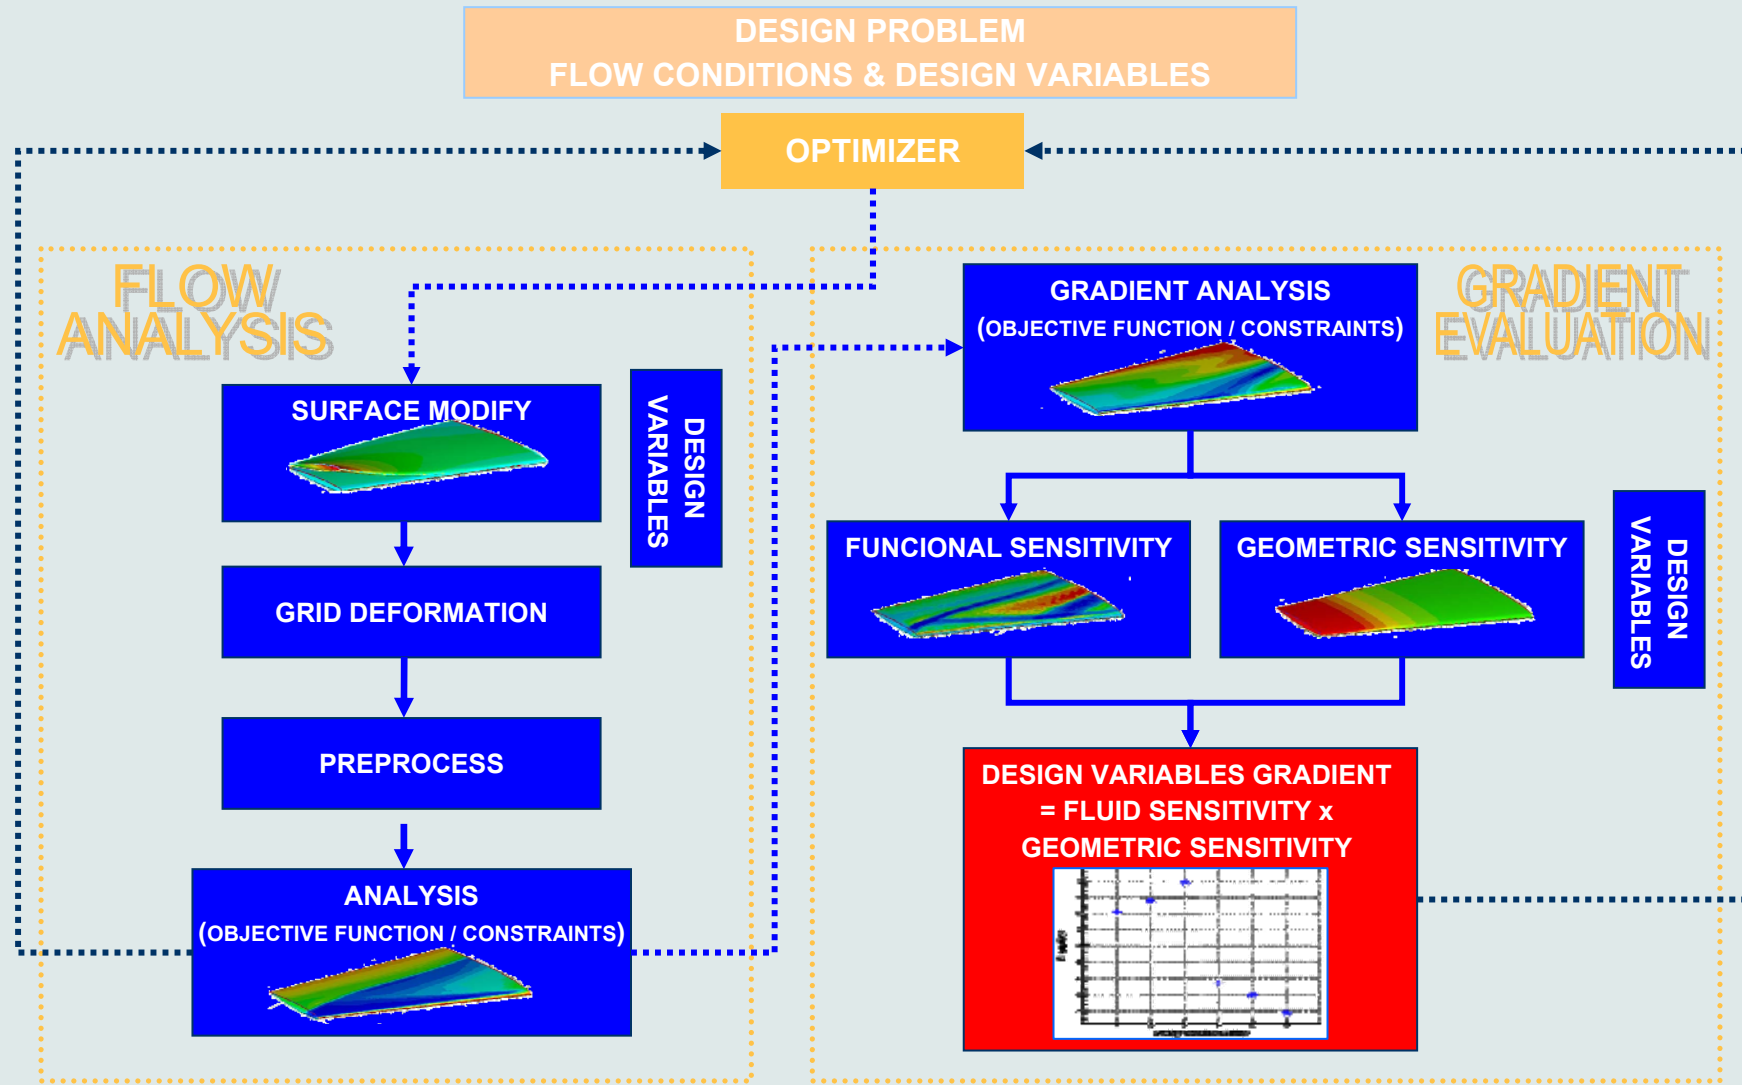 DESIGN PROBLEM
FLOW CONDITIONS & DESIGN VARIABLES
OPTIMIZER
FLOW
ANALYSIS
SURFACE MODIFY
DESIGN
VARIABLES
GRID DEFORMATION
PREPROCESS
ANALYSIS
(OBJECTIVE FUNCTION / CONSTRAINTS)
GRADIENT
EVALUATION
GRADIENT ANALYSIS
(OBJECTIVE FUNCTION / CONSTRAINTS)
FUNCIONAL SENSITIVITY
GEOMETRIC SENSITIVITY
DESIGN
VARIABLES
DESIGN VARIABLES GRADIENT
= FLUID SENSITIVITY x
GEOMETRIC SENSITIVITY